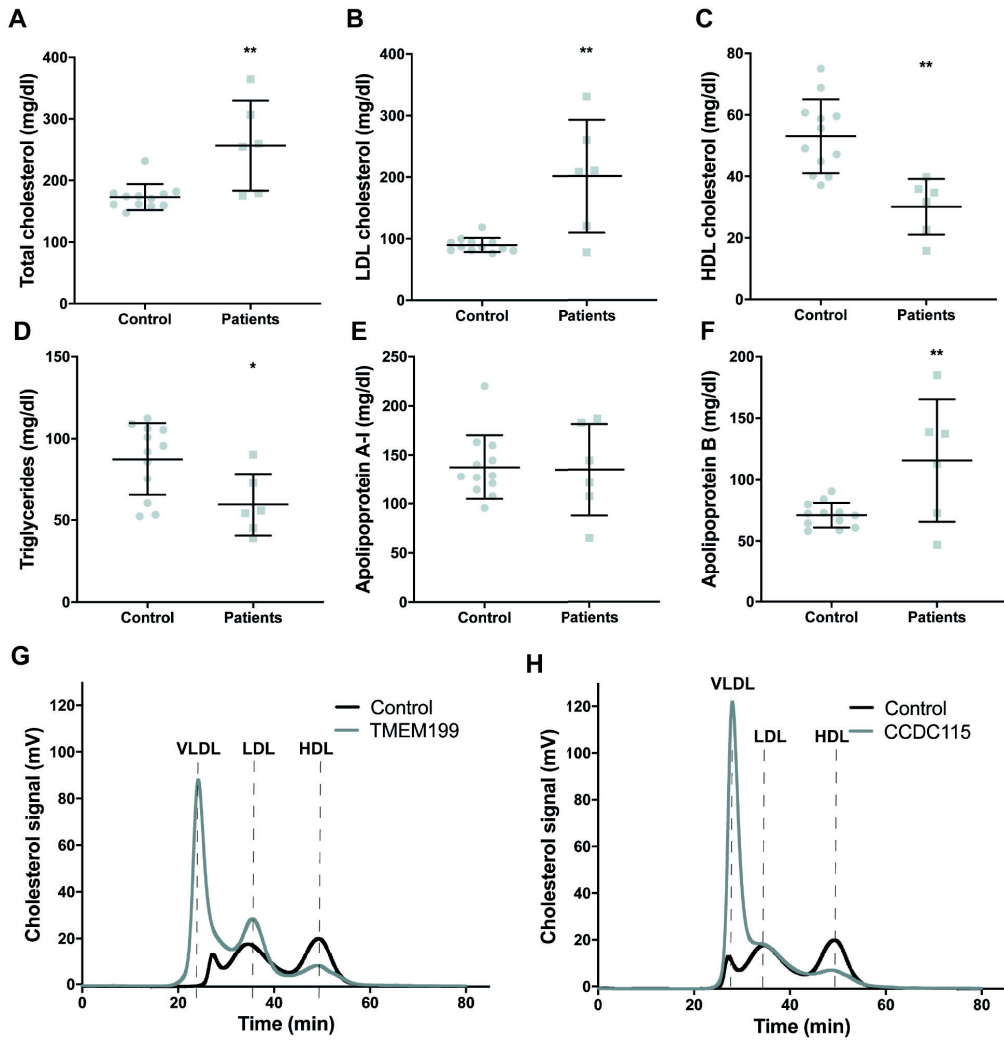 A
Total cholesterol (mg/dl)
400
300
200
100
0
**
Control
Patients
B
LDL cholesterol (mg/dl)
400
300
200
100
0
**
Control
Patients
C
HDL cholesterol (mg/dl)
80
60
40
20
0
**
Control
Patients
D
Triglycerides (mg/dl)
150
100
50
0
*
Control
Patients
E
Apolipoprotein A-I (mg/dl)
250
200
150
100
50
0
Control
Patients
F
Apolipoprotein B (mg/dl)
200
150
100
50
0
**
Control
Patients
G
Cholesterol signal (mV)
120
100
80
60
40
20
0
Control
TMEM199
VLDL
LDL
HDL
0
20
40
60
80
Time (min)
H
Cholesterol signal (mV)
120
100
80
60
40
20
0
VLDL
Control
CCDC115
LDL
HDL
0
20
40
60
80
Time (min)